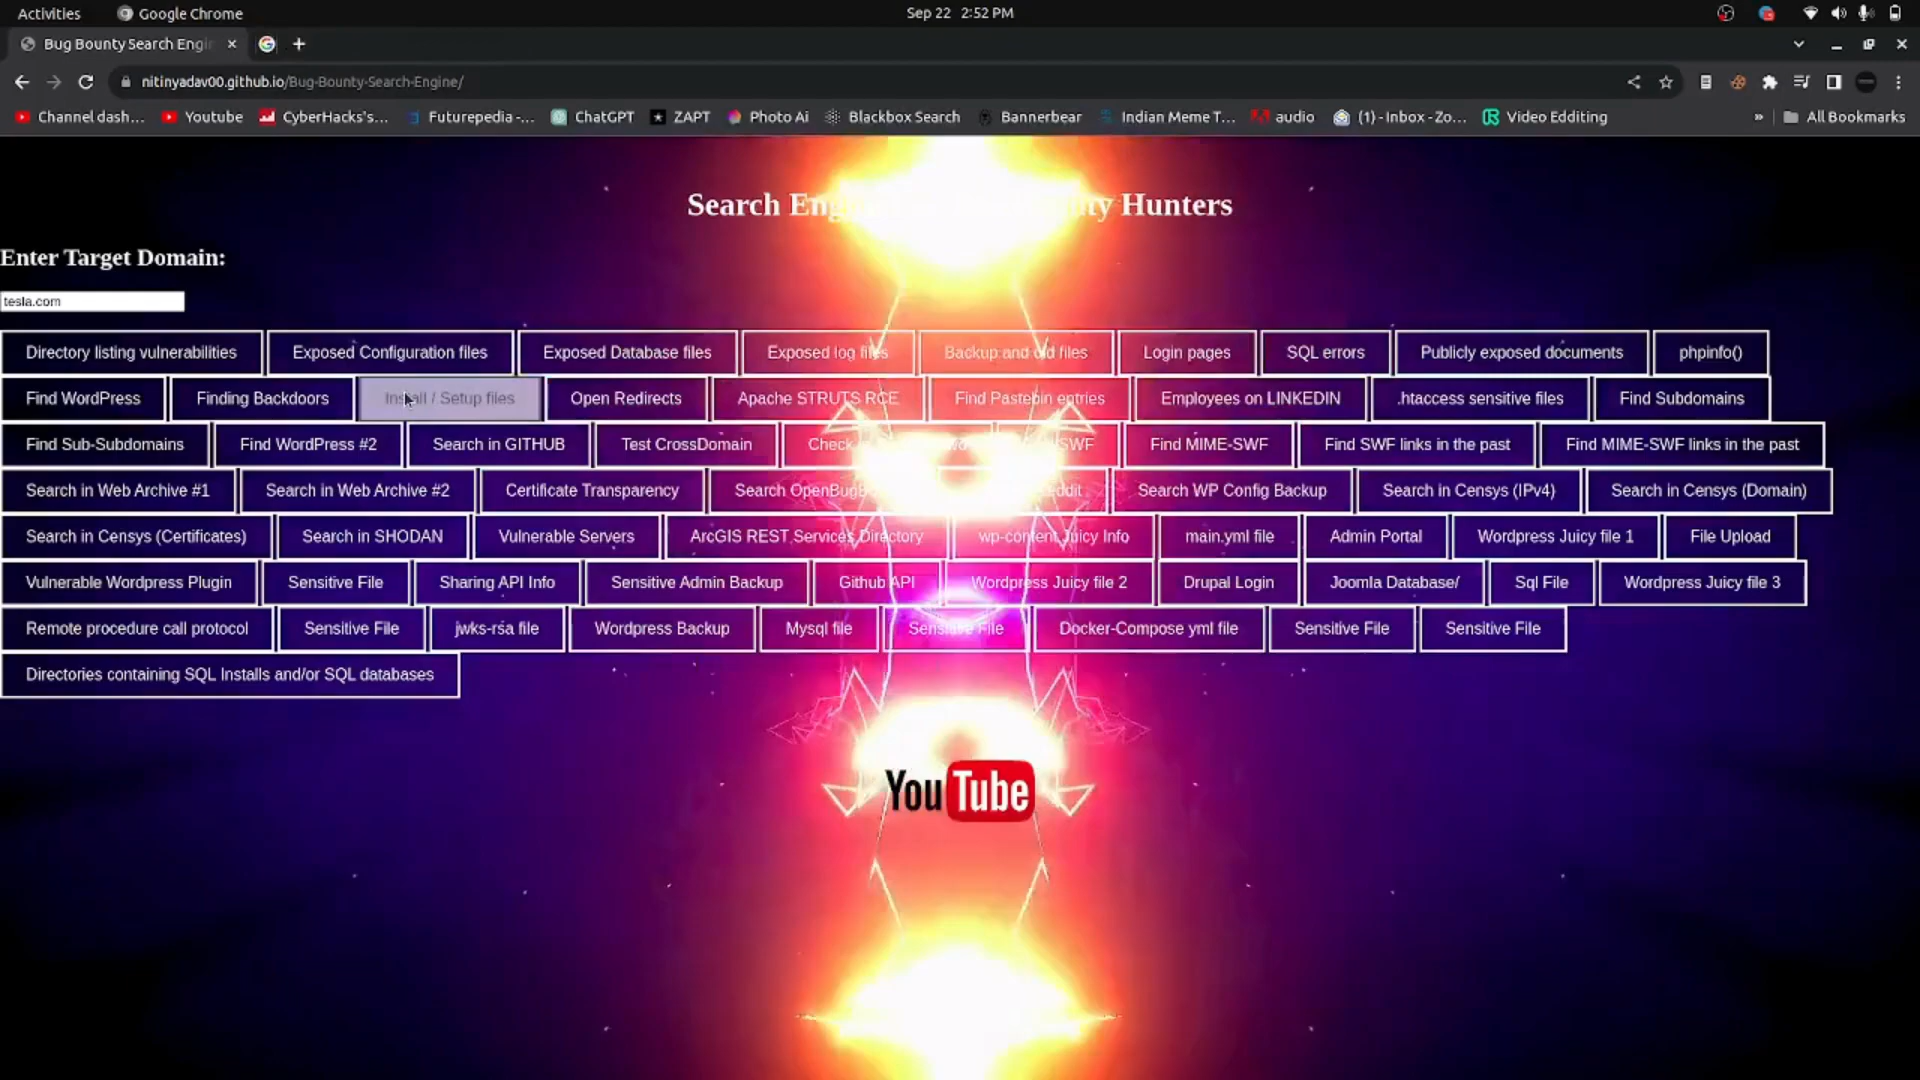 Activities Google Chrome Sep 22 2:52 PM
Bug Bounty Search Engi
nitinyadav00.github.io/Bug-Bounty-Search-Engine/
Channel dash... Youtube CyberHacks's... Futurepedia -... ChatGPT ZAPT Photo Ai Blackbox Search Bannerbear Indian Meme T... audio (1) - Inbox - Zo... Video Edditing » All Bookmarks
Search Hunters
Enter Target Domain:
tesla.com
Directory listing vulnerabilities Exposed Configuration files Exposed Database files Exposed log files Backup and old files Login pages SQL errors Publicly exposed documents phpinfo()
Find WordPress Finding Backdoors Install / Setup files Open Redirects Apache STRUTS RCE Find Pastebin entries Employees on LINKEDIN .htaccess sensitive files Find Subdomains
Find Sub-Subdomains Find WordPress #2 Search in GITHUB Test CrossDomain Check SWF Find MIME-SWF Find SWF links in the past Find MIME-SWF links in the past
Search in Web Archive #1 Search in Web Archive #2 Certificate Transparency Search Search WP Config Backup Search in Censys (IPv4) Search in Censys (Domain)
Search in Censys (Certificates) Search in SHODAN Vulnerable Servers ArcGIS REST Services Directory wp-content Juicy Info main.yml file Admin Portal Wordpress Juicy file 1 File Upload
Vulnerable Wordpress Plugin Sensitive File Sharing API Info Sensitive Admin Backup Github API Wordpress Juicy file 2 Drupal Login Joomla Database/ Sql File Wordpress Juicy file 3
Remote procedure call protocol Sensitive File jwks-rsa file Wordpress Backup Mysql file Sensitive File Docker-Compose yml file Sensitive File Sensitive File
Directories containing SQL Installs and/or SQL databases
YouTube